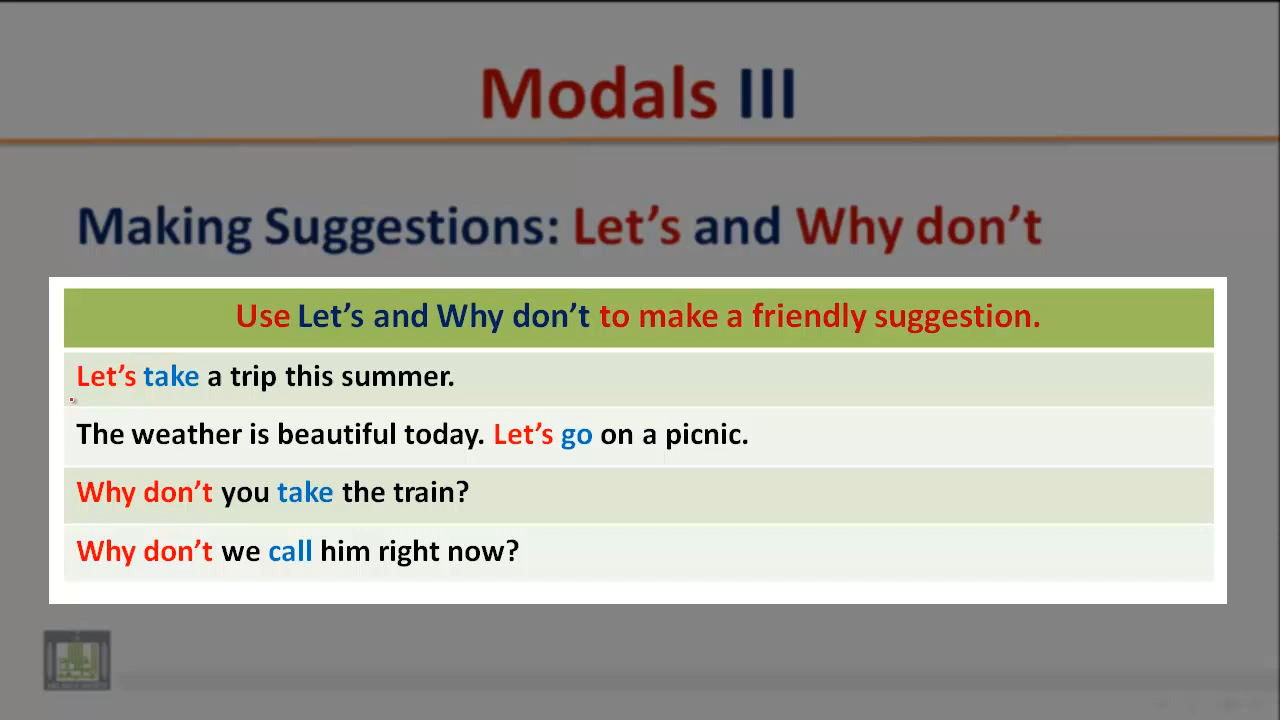 Modals III
Making Suggestions: Let's and Why don't
Use Let's and Why don't to make a friendly suggestion.
Let's take a trip this summer.
The weather is beautiful today. Let's go on a picnic.
Why don't you take the train?
Why don't we call him right now?